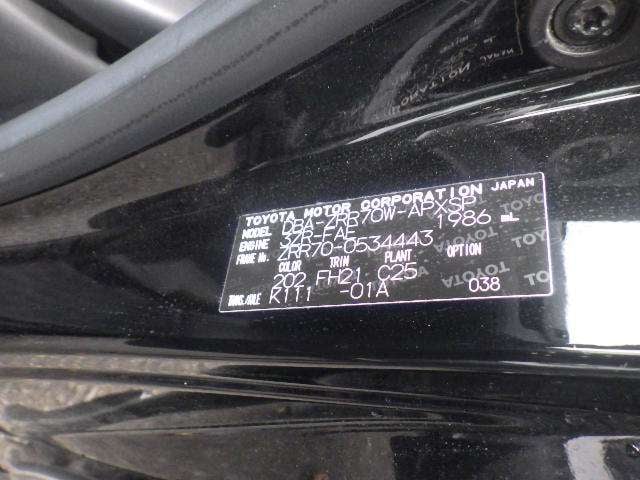 TOYOTA MOTOR CORPORATION JAPAN
MODEL DBA-ZRR70W-APXSP
ENGINE 3ZR-FAE 1986 mL
FRAME No. ZRR70-0534443
COLOR TRIM PLANT OPTION
202 FH21 C25
TRANS./AXLE K111 -01A 038